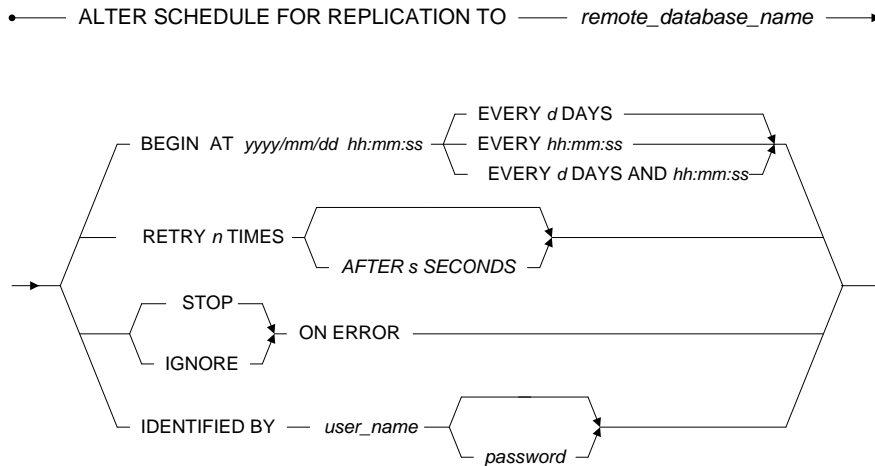 ALTER SCHEDULE FOR REPLICATION TO remote_database_name
EVERY d DAYS
BEGIN AT yyyy/mm/dd hh:mm:ss EVERY hh:mm:ss
EVERY d DAYS AND hh:mm:ss
RETRY n TIMES
AFTER s SECONDS
STOP
ON ERROR
IGNORE
IDENTIFIED BY user_name
password